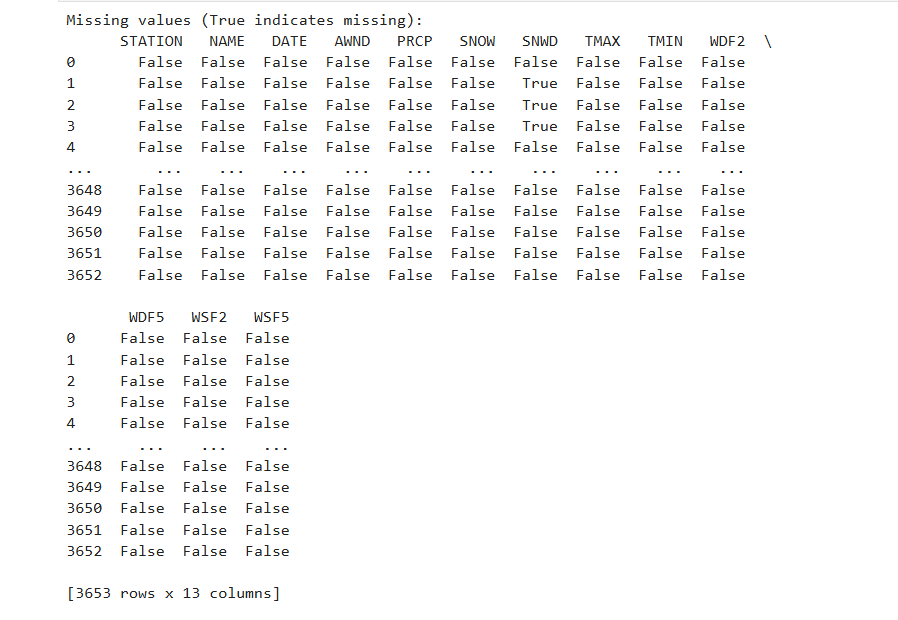 Missing values (True indicates missing):
      STATION   NAME   DATE   AWND   PRCP   SNOW   SNWD   TMAX   TMIN   WDF2  \
0       False  False  False  False  False  False  False  False  False  False
1       False  False  False  False  False  False   True  False  False  False
2       False  False  False  False  False  False   True  False  False  False
3       False  False  False  False  False  False   True  False  False  False
4       False  False  False  False  False  False  False  False  False  False
...       ...    ...    ...    ...    ...    ...    ...    ...    ...    ...
3648    False  False  False  False  False  False  False  False  False  False
3649    False  False  False  False  False  False  False  False  False  False
3650    False  False  False  False  False  False  False  False  False  False
3651    False  False  False  False  False  False  False  False  False  False
3652    False  False  False  False  False  False  False  False  False  False

       WDF5   WSF2   WSF5
0     False  False  False
1     False  False  False
2     False  False  False
3     False  False  False
4     False  False  False
...     ...    ...    ...
3648  False  False  False
3649  False  False  False
3650  False  False  False
3651  False  False  False
3652  False  False  False

[3653 rows x 13 columns]